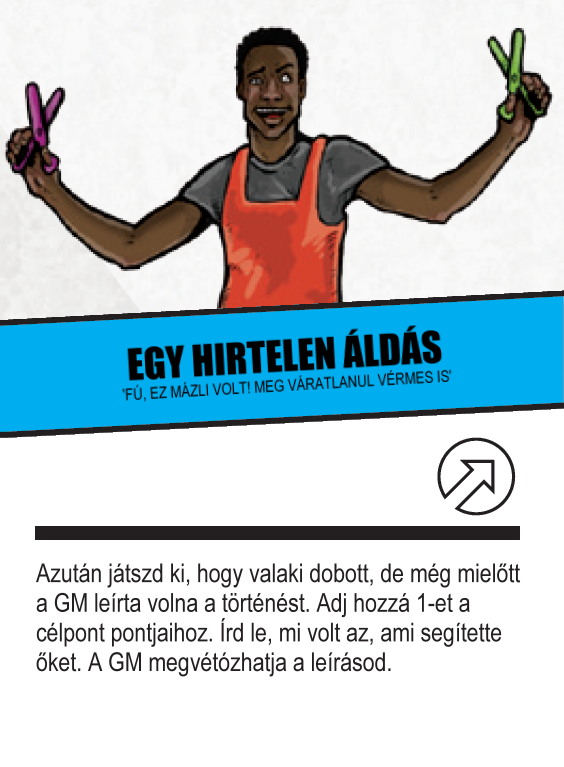 EGY HIRTELEN ÁLDÁS
'FÚ, EZ MÁZLI VOLT! MEG VÁRATLANUL VÉRMES IS'
Azután játszd ki, hogy valaki dobott, de még mielőtt
a GM leírta volna a történést. Adj hozzá 1-et a
célpont pontjaihoz. Írd le, mi volt az, ami segítette
őket. A GM megvétózhatja a leírásod.